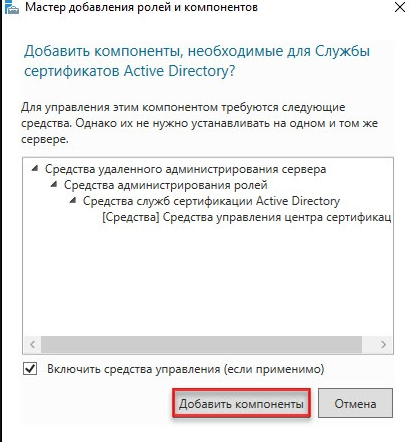 Мастер добавления ролей и компонентов
Добавить компоненты, необходимые для Службы
сертификатов Active Directory?
Для управления этим компонентом требуются следующие
средства. Однако их не нужно устанавливать на одном и том же
сервере.
Средства удаленного администрирования сервера
Средства администрирования ролей
Средства служб сертификации Active Directory
[Средства] Средства управления центра сертификац
Включить средства управления (если применимо)
Добавить компоненты
Отмена